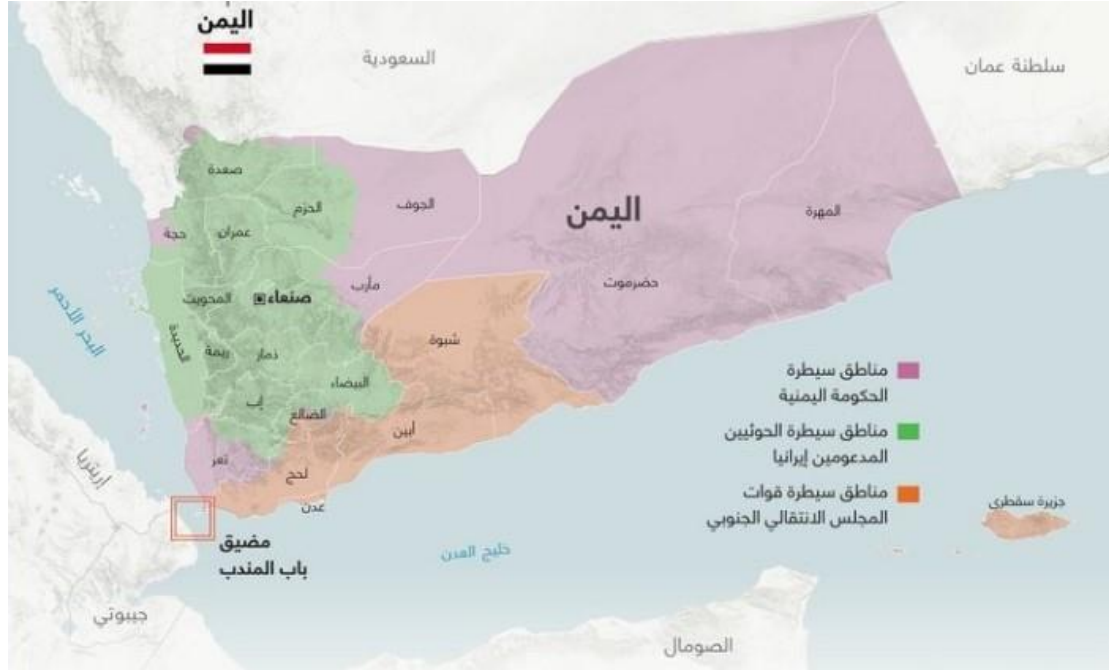 اليمن
السعودية
سلطنة عمان
صعدة
الحزم
الجوف
اليمن
المهرة
حجة
عمران
مأرب
حضرموت
المحويت
صنعاء
البحر الأحمر
الحديدة
ريمة
ذمار
شبوة
البيضاء
إب
الضالع
أبين
تعز
لحج
عدن
إريتريا
مناطق سيطرة
الحكومة اليمنية
مناطق سيطرة الحوثيين
المدعومين إيرانيا
مناطق سيطرة قوات
المجلس الانتقالي الجنوبي
جزيرة سقطرى
مضيق
باب المندب
خليج العدن
جيبوتي
الصومال